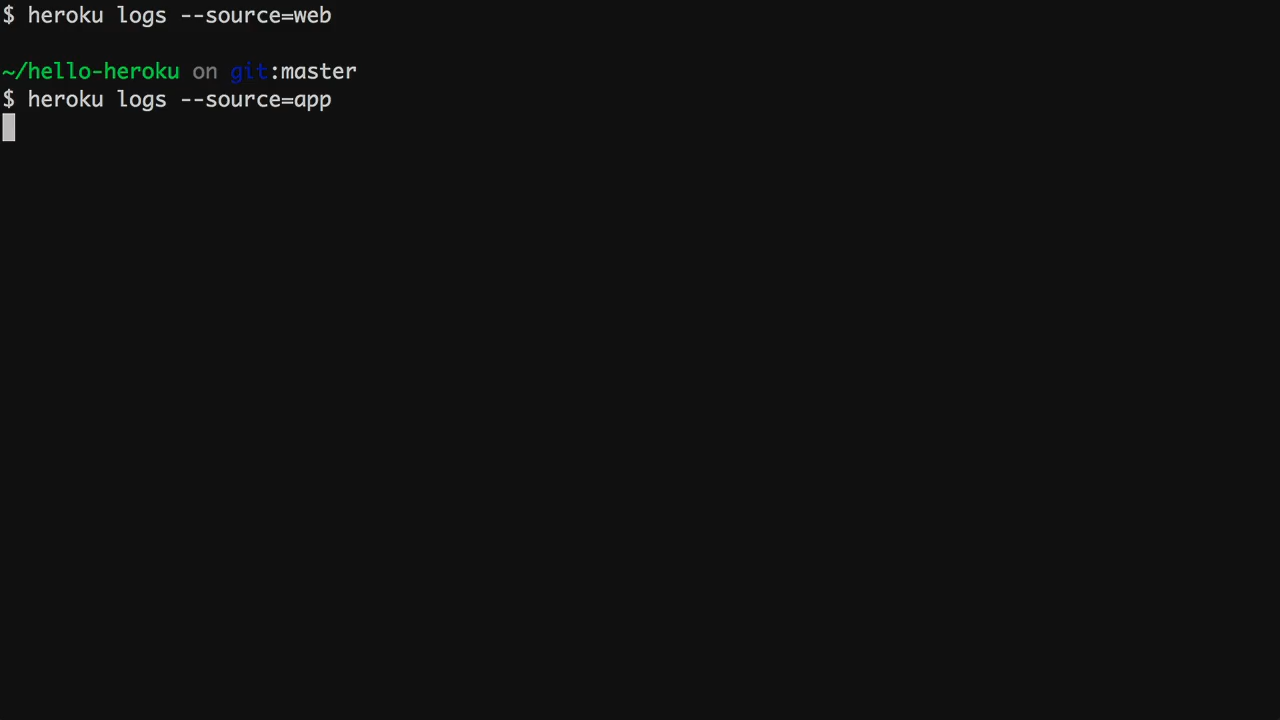 $ heroku logs --source=web
~/hello-heroku on git:master
$ heroku logs --source=app